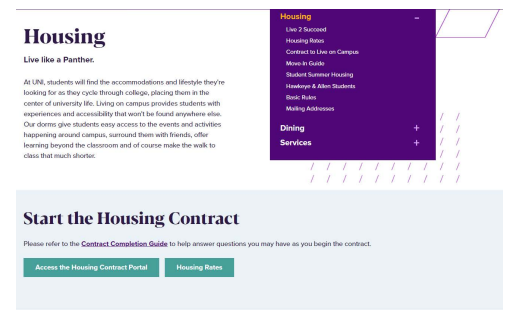 Housing
Live like a Panther.
At UNI, students will find the accommodations and lifestyle they're
looking for as they cycle through college, placing them in the
center of university life. Living on campus provides students with
experiences and accessibility that won't be found anywhere else.
Our dorms give students easy access to the events and activities
happening around campus, surround them with friends, offer
learning beyond the classroom and of course make the walk to
class that much shorter.
Housing –
Live 2 Succeed
Housing Rates
Contract to Live on Campus
Move-In Guide
Student Summer Housing
Hawkeye & Allen Students
Basic Rules
Mailing Addresses
Dining +
Services +
Start the Housing Contract
Please refer to the Contract Completion Guide to help answer questions you may have as you begin the contract.
Access the Housing Contract Portal
Housing Rates